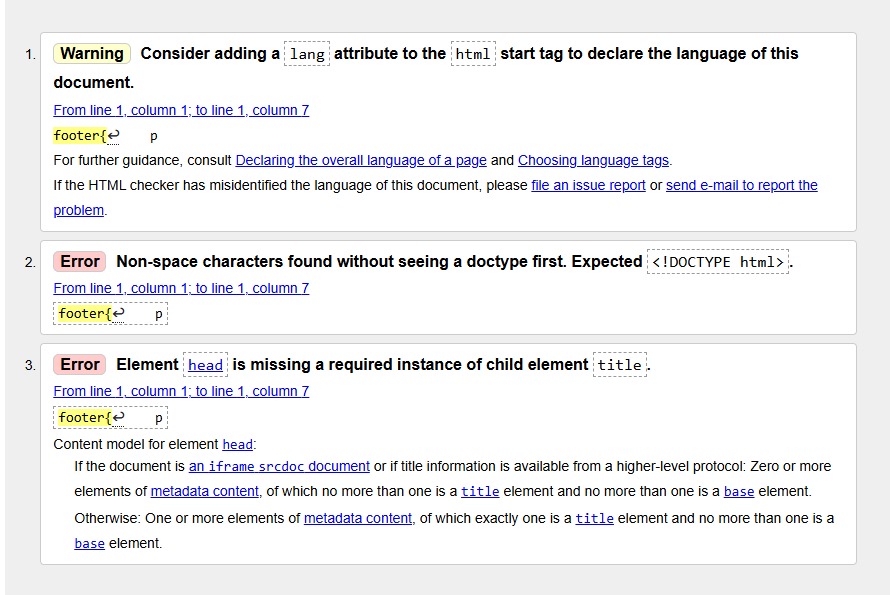 1. Warning Consider adding a lang attribute to the html start tag to declare the language of this
document.
From line 1, column 1; to line 1, column 7
footer{↩ p
For further guidance, consult Declaring the overall language of a page and Choosing language tags.
If the HTML checker has misidentified the language of this document, please file an issue report or send e-mail to report the
problem.
2. Error Non-space characters found without seeing a doctype first. Expected <!DOCTYPE html>.
From line 1, column 1; to line 1, column 7
footer{↩ p
3. Error Element head is missing a required instance of child element title.
From line 1, column 1; to line 1, column 7
footer{↩ p
Content model for element head:
If the document is an iframe srcdoc document or if title information is available from a higher-level protocol: Zero or more
elements of metadata content, of which no more than one is a title element and no more than one is a base element.
Otherwise: One or more elements of metadata content, of which exactly one is a title element and no more than one is a
base element.